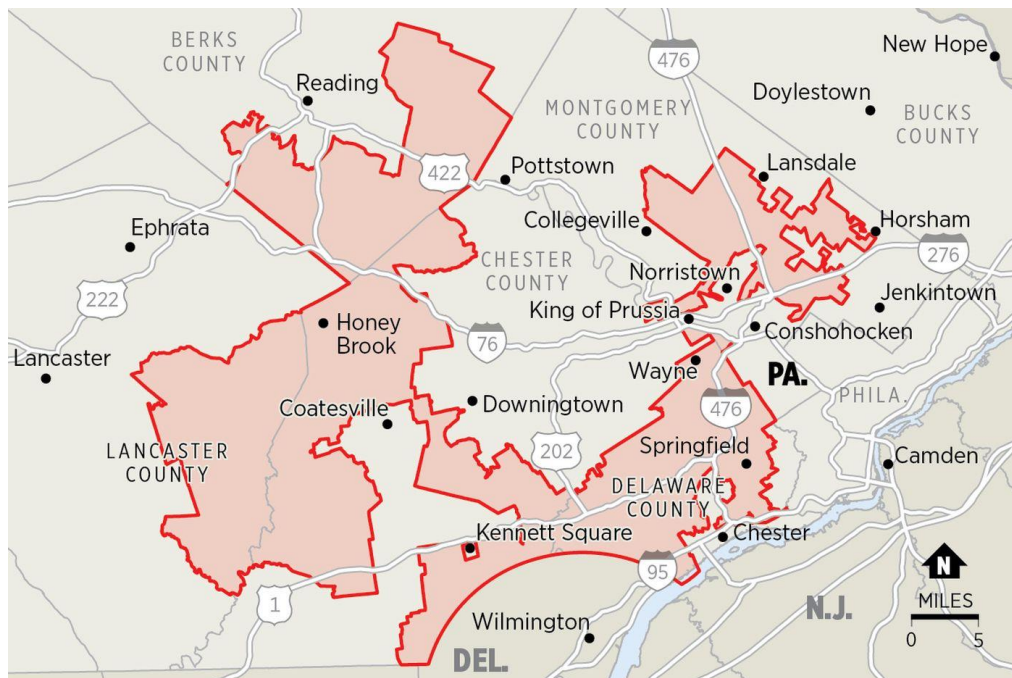 BERKS
COUNTY
476
New Hope
Reading
Doylestown
MONTGOMERY
COUNTY
BUCKS
COUNTY
422
Pottstown
Lansdale
Collegeville
Horsham
Ephrata
CHESTER
COUNTY
276
Norristown
222
King of Prussia
Jenkintown
Honey
Brook
76
Conshohocken
Lancaster
Wayne
PA.
PHILA.
Coatesville
Downingtown
476
202
Springfield
LANCASTER
COUNTY
Camden
DELAWARE
COUNTY
Kennett Square
Chester
95
N
1
MILES
0 5
N.J.
Wilmington
DEL.